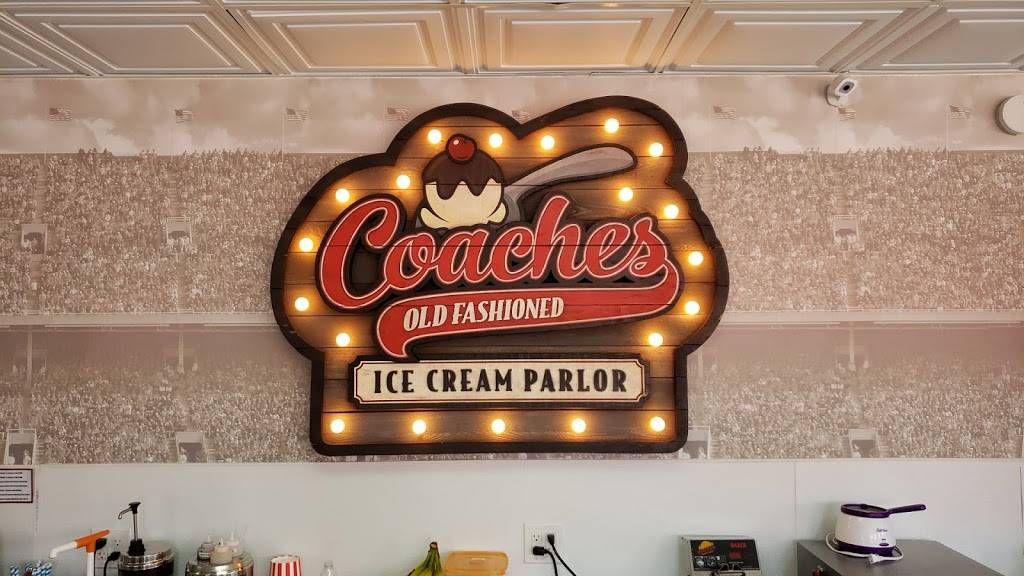 Coaches
OLD FASHIONED
ICE CREAM PARLOR